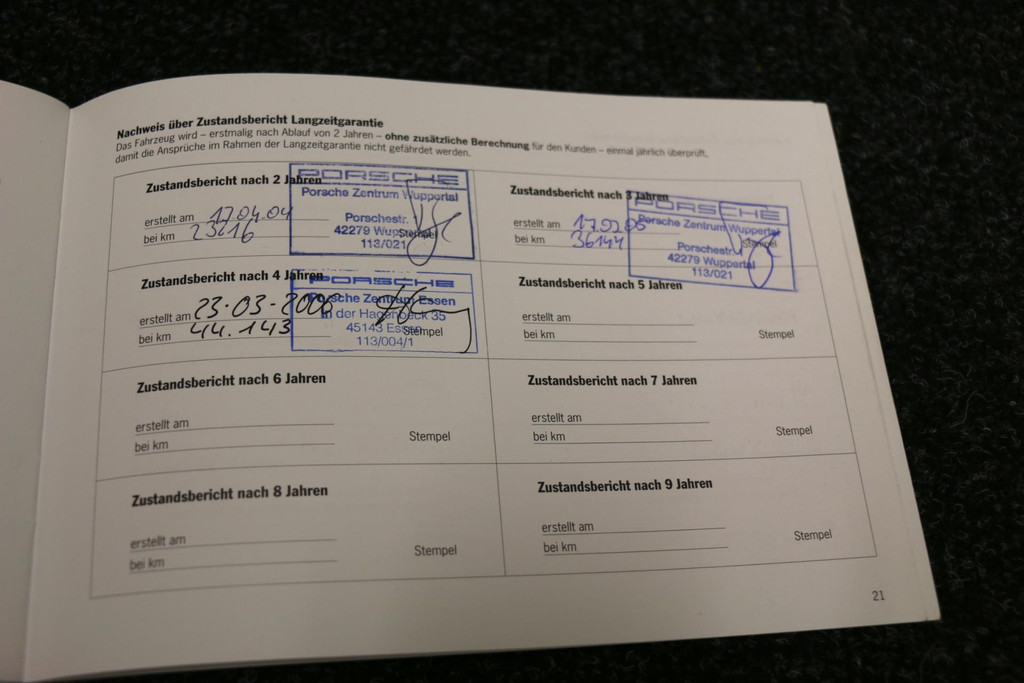 Nachweis über Zustandsbericht Langzeitgarantie
Das Fahrzeug wird – erstmalig nach Ablauf von 2 Jahren – ohne zusätzliche Berechnung für den Kunden – einmal jährlich überprüft,
damit die Ansprüche im Rahmen der Langzeitgarantie nicht gefährdet werden.
Zustandsbericht nach 2 Jahren
erstellt am 17.04.04
bei km 23216
Stempel
PORSCHE
Porsche Zentrum Wuppertal
Porschestr. 1
42279 Wuppertal
113/021
Zustandsbericht nach 3 Jahren
erstellt am 17.02.05
bei km 36144
Stempel
PORSCHE
Porsche Zentrum Wuppertal
Porschestr. 1
42279 Wuppertal
113/021
Zustandsbericht nach 4 Jahren
erstellt am 23.03-2006
bei km 44.143
Stempel
PORSCHE
Porsche Zentrum Essen
In der Hagenbeck 35
45143 Essen
113/004/1
Zustandsbericht nach 5 Jahren
erstellt am
bei km
Stempel
Zustandsbericht nach 6 Jahren
erstellt am
bei km
Stempel
Zustandsbericht nach 7 Jahren
erstellt am
bei km
Stempel
Zustandsbericht nach 8 Jahren
erstellt am
bei km
Stempel
Zustandsbericht nach 9 Jahren
erstellt am
bei km
Stempel
21